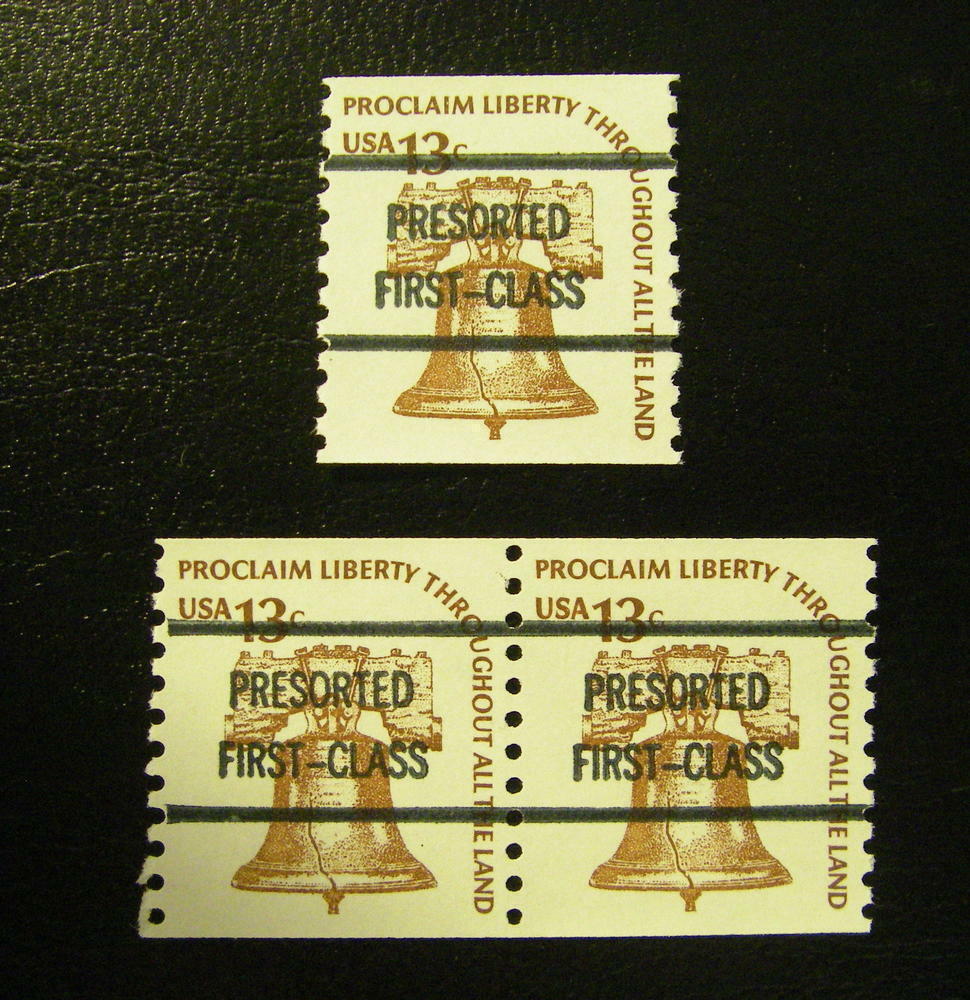 PROCLAIM LIBERTY THROUGHOUT ALL THE LAND
USA 13c
PRESORTED
FIRST-CLASS
PROCLAIM LIBERTY THROUGHOUT ALL THE LAND
USA 13c
PRESORTED
FIRST-CLASS
PROCLAIM LIBERTY THROUGHOUT ALL THE LAND
USA 13c
PRESORTED
FIRST-CLASS